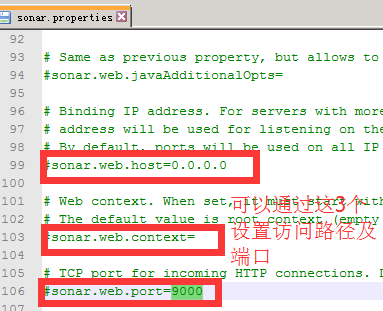 sonar.properties
92
93 # Same as previous property, but allows to
94 #sonar.web.javaAdditionalOpts=
95
96 # Binding IP address. For servers with more
97 # address will be used for listening on the
98 # By default, ports will be used on all IP
99 #sonar.web.host=0.0.0.0
100
101 # Web context. When set, it must start with
102 # The default value is root context (empty
103 #sonar.web.context=
104
105 # TCP port for incoming HTTP connections.
106 #sonar.web.port=9000
可以通过这3个
设置访问路径及
端口